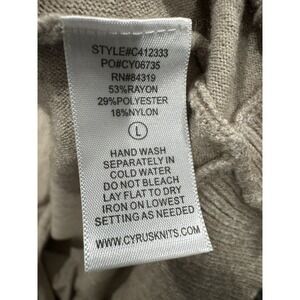 STYLE#C412333
PO#CY06735
RN#84319
53%RAYON
29%POLYESTER
18%NYLON
L
HAND WASH
SEPARATELY IN
COLD WATER
DO NOT BLEACH
LAY FLAT TO DRY
IRON ON LOWEST
SETTING AS NEEDED
WWW.CYRUSKNITS.COM